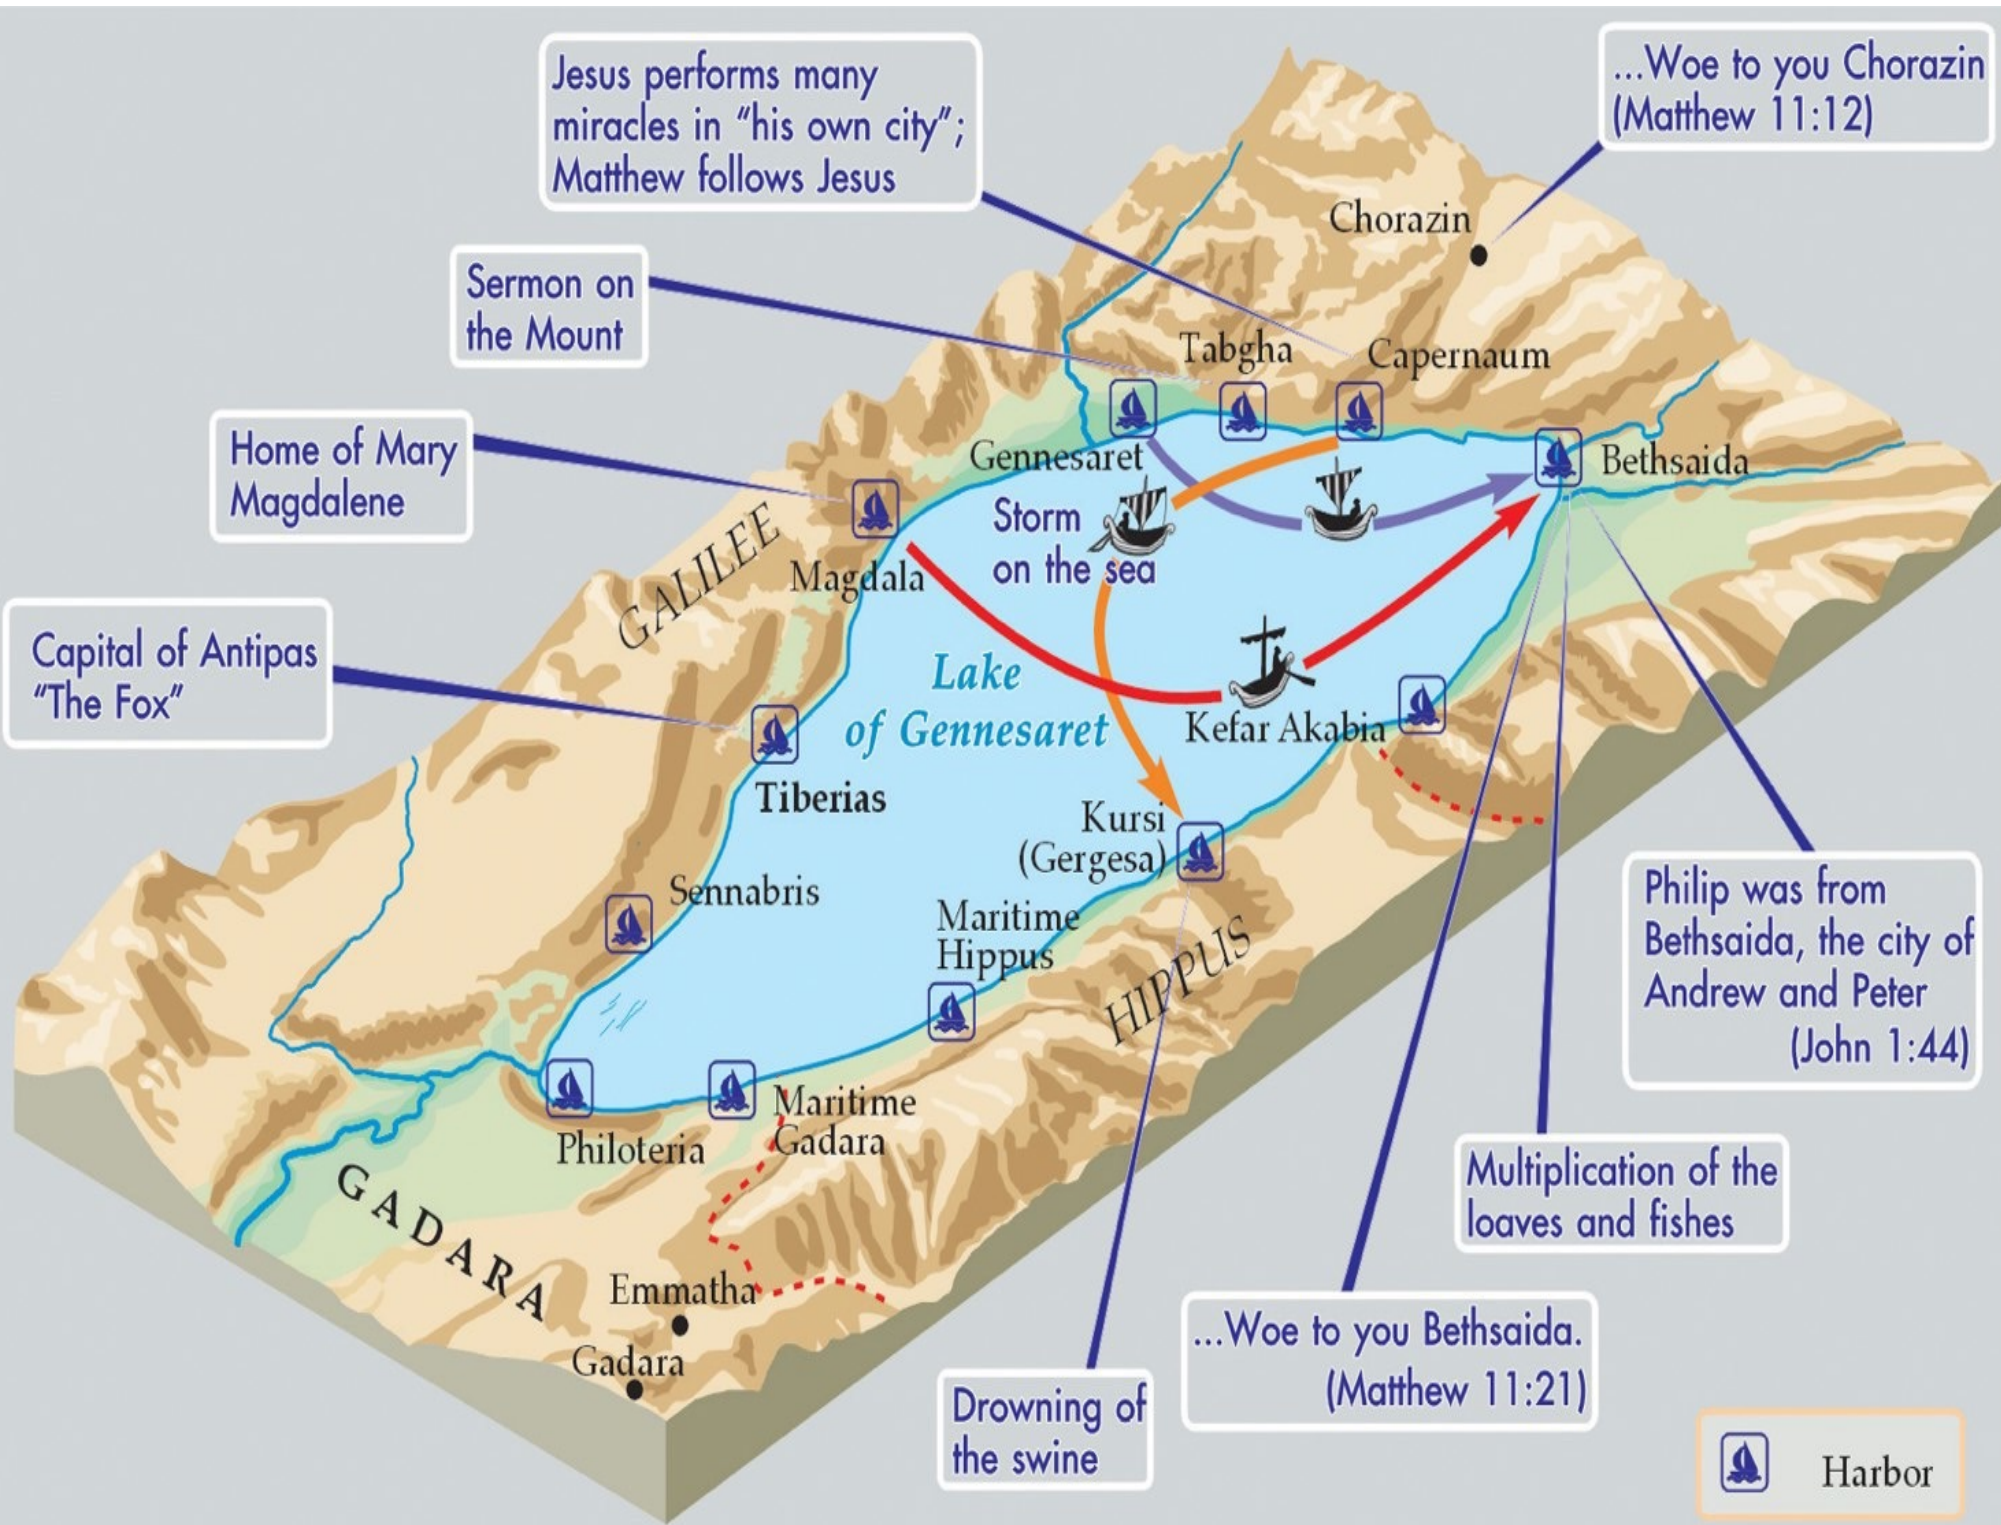 Jesus performs many
miracles in “his own city”;
Matthew follows Jesus
...Woe to you Chorazin
(Matthew 11:12)
Chorazin
Sermon on
the Mount
Tabgha
Capernaum
Home of Mary
Magdalene
Gennesaret
Bethsaida
Storm
on the sea
GALILEE
Magdala
Capital of Antipas
“The Fox”
Lake
of Gennesaret
Kefar Akabia
Tiberias
Kursi
(Gergesa)
Sennabris
Maritime
Hippus
HIPPUS
Philip was from
Bethsaida, the city of
Andrew and Peter
(John 1:44)
Maritime
Gadara
Philoteria
GADARA
Multiplication of the
loaves and fishes
Emmatha
Gadara
...Woe to you Bethsaida.
(Matthew 11:21)
Drowning of
the swine
Harbor